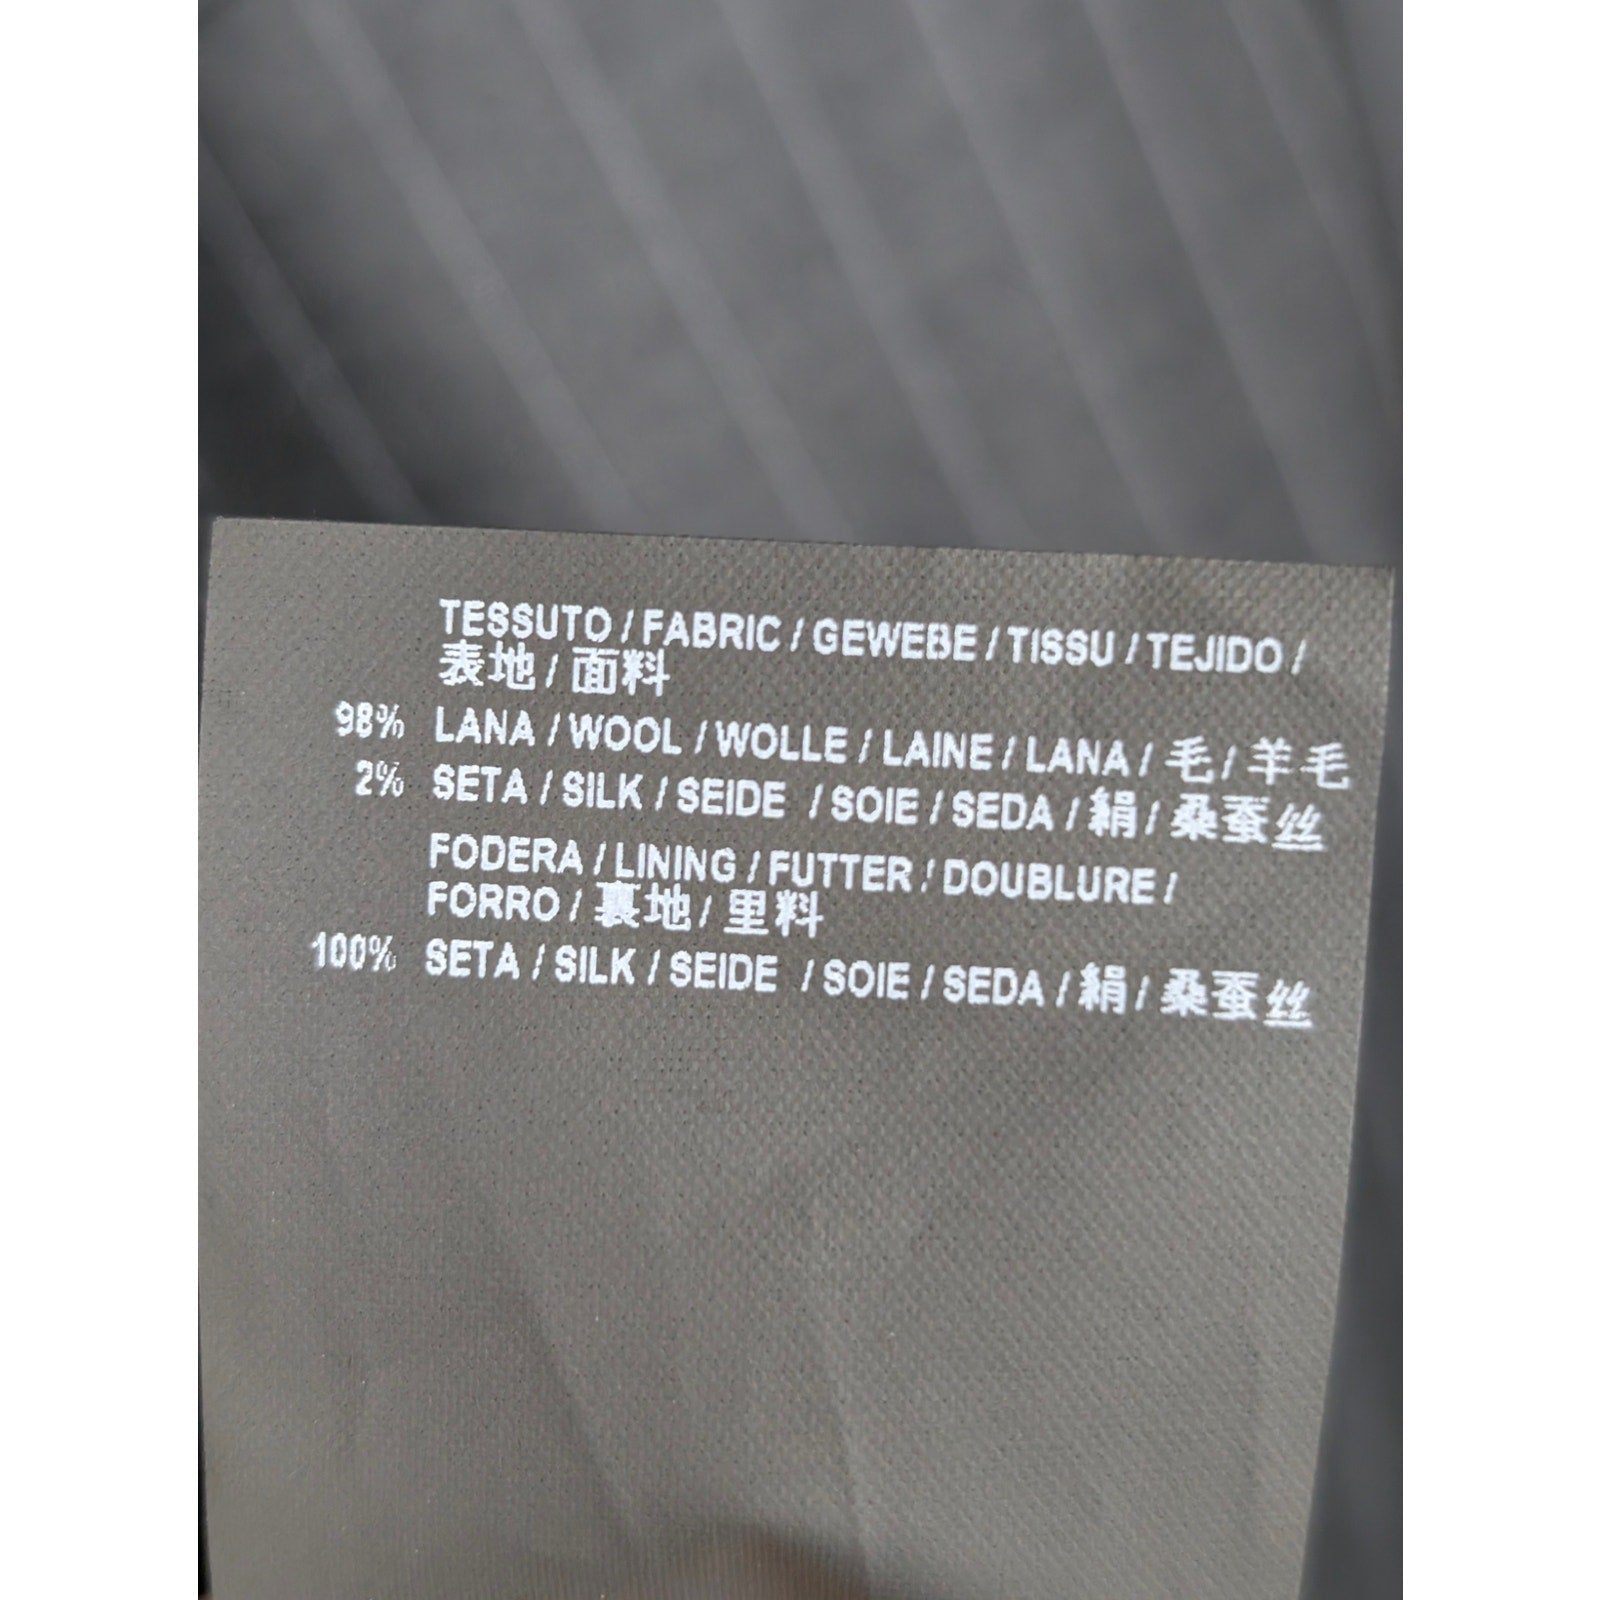 TESSUTO / FABRIC / GEWEBE / TISSU / TEJIDO /
表地 / 面料
98% LANA / WOOL / WOLLE / LAINE / LANA / 毛 / 羊毛
2% SETA / SILK / SEIDE / SOIE / SEDA / 絹 / 桑蚕丝
FODERA / LINING / FUTTER / DOUBLURE /
FORRO / 裏地 / 里料
100% SETA / SILK / SEIDE / SOIE / SEDA / 絹 / 桑蚕丝